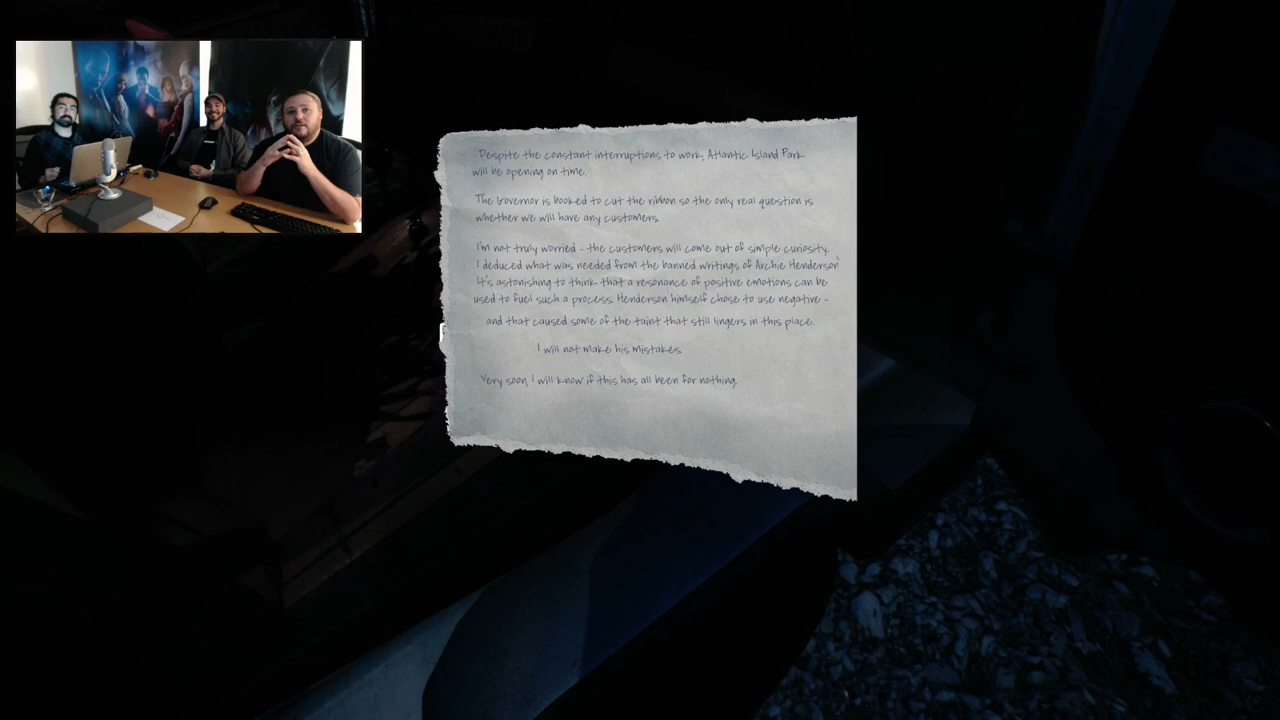 Despite the constant interruptions to work, Atlantic Island Park
will be opening on time.
The Governor is booked to cut the ribbon so the only real question is
whether we will have any customers.
I'm not truly worried - the customers will come out of simple curiosity.
I deduced what was needed from the banned writings of Archie Henderson.
It's astonishing to think that a resonance of positive emotions can be
used to fuel such a process. Henderson himself chose to use negative -
and that caused some of the taint that still lingers in this place.
I will not make his mistakes.
Very soon, I will know if this has all been for nothing.